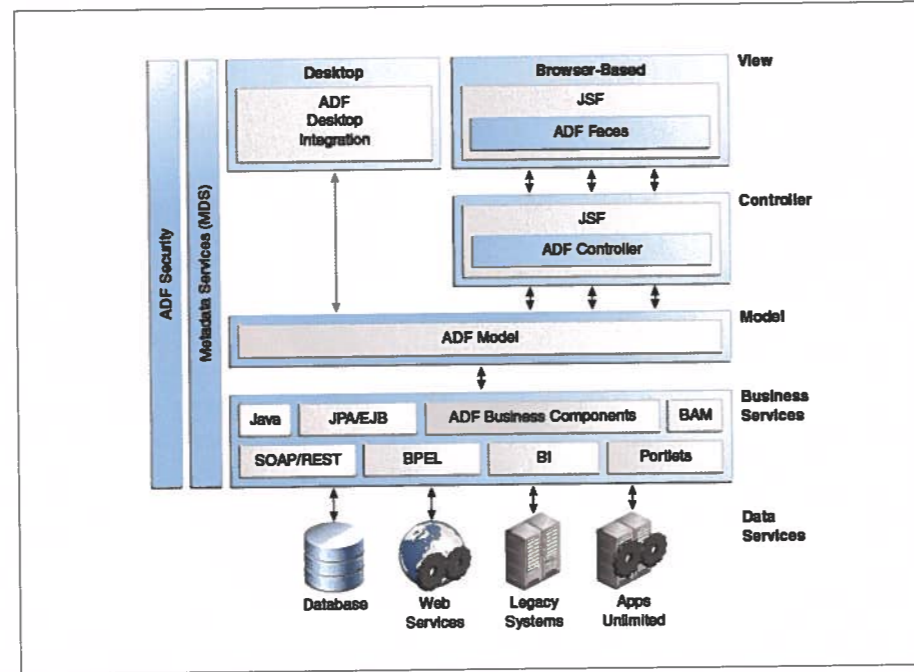 Desktop
ADF
Desktop
Integration
Browser-Based
JSF
ADF Faces
View
JSF
ADF Controller
Controller
ADF Security
Metadata Services (MDS)
ADF Model
Model
Java
JPA/EJB
ADF Business Components
BAM
SOAP/REST
BPEL
BI
Portlets
Business
Services
Data
Services
Database
Web
Services
Legacy
Systems
Apps
Unlimited